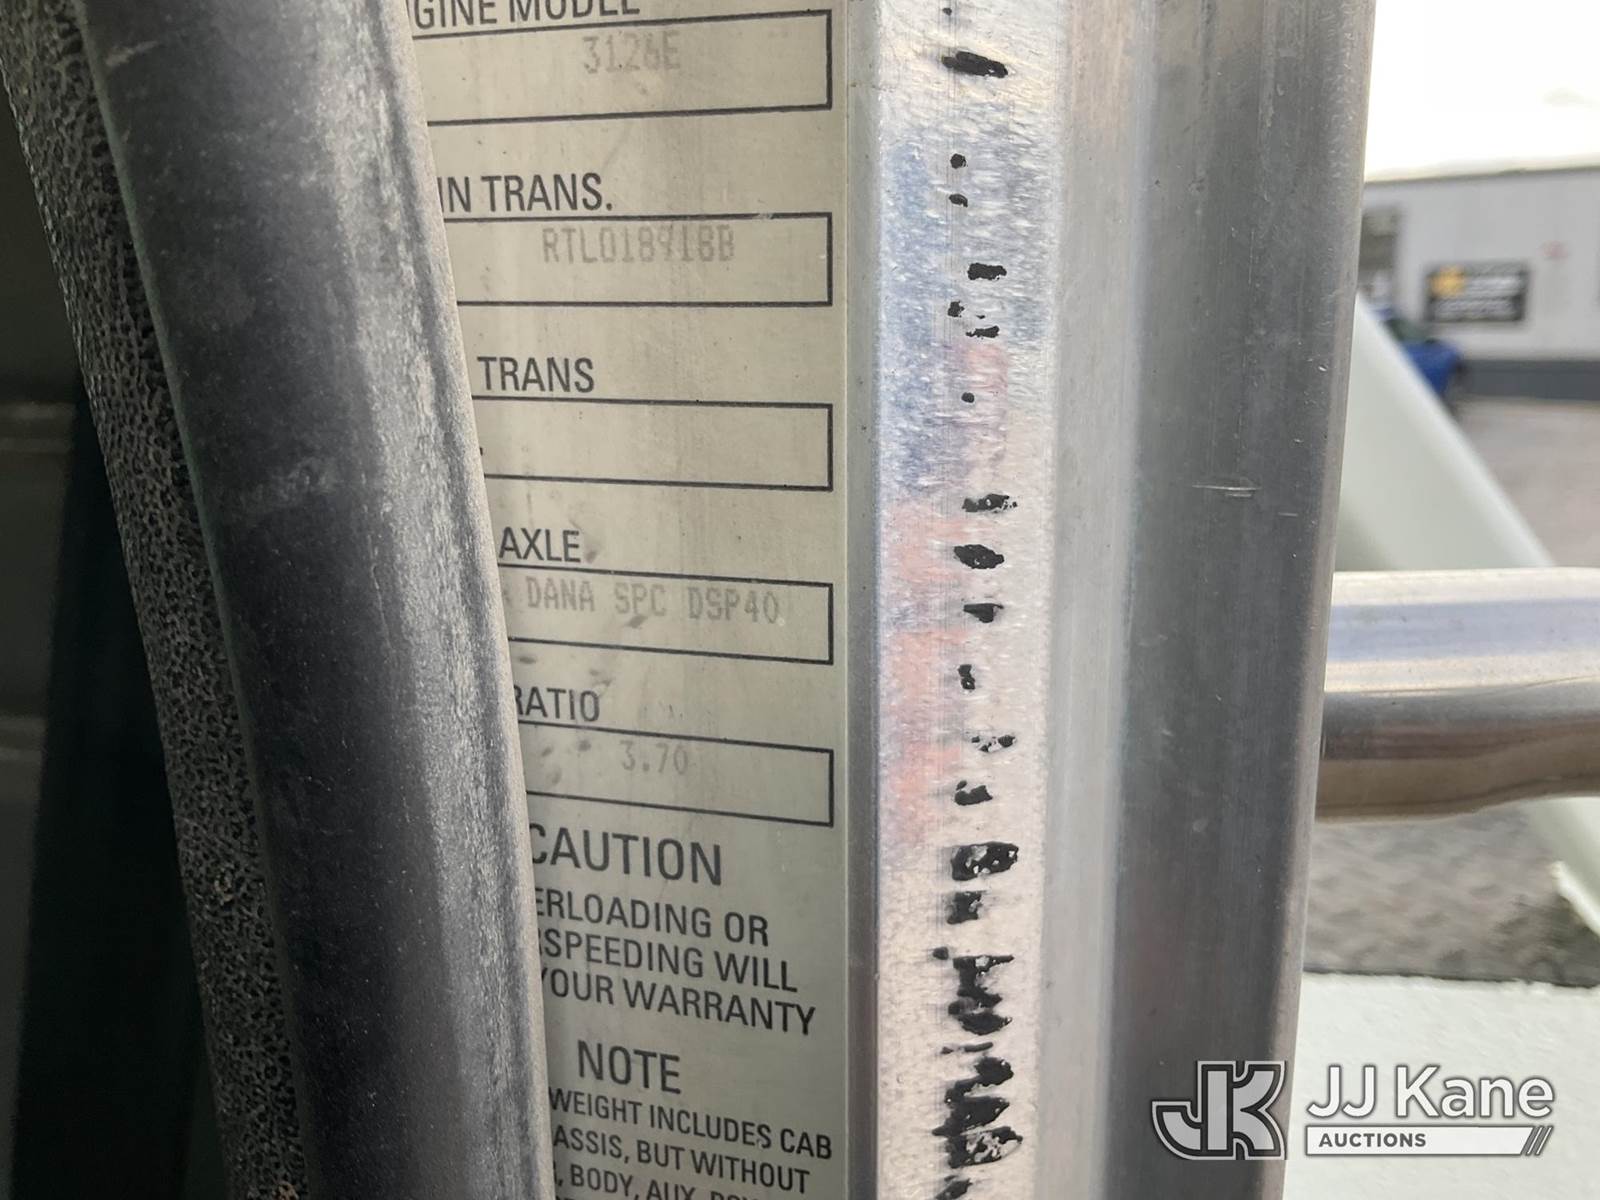 GINE MODEL
3126E
IN TRANS.
RTLO18918B
TRANS
AXLE
DANA SPC DSP40
RATIO
3.70
CAUTION
ERLOADING OR
SPEEDING WILL
YOUR WARRANTY
NOTE
WEIGHT INCLUDES CAB
ASSIS, BUT WITHOUT
, BODY, AUX.
JK JJ Kane
AUCTIONS